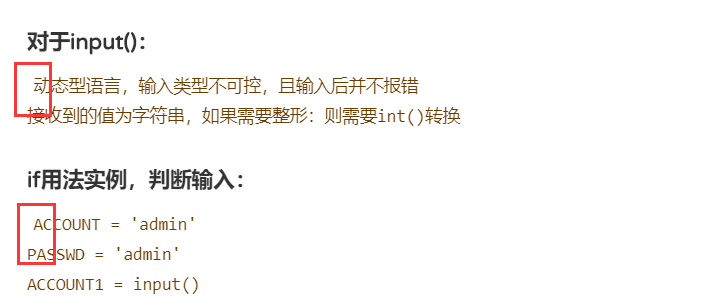 对于input()：
动态型语言，输入类型不可控，且输入后并不报错
接收到的值为字符串，如果需要整形：则需要int()转换
if用法实例，判断输入：
ACCOUNT = 'admin'
PASSWD = 'admin'
ACCOUNT1 = input()